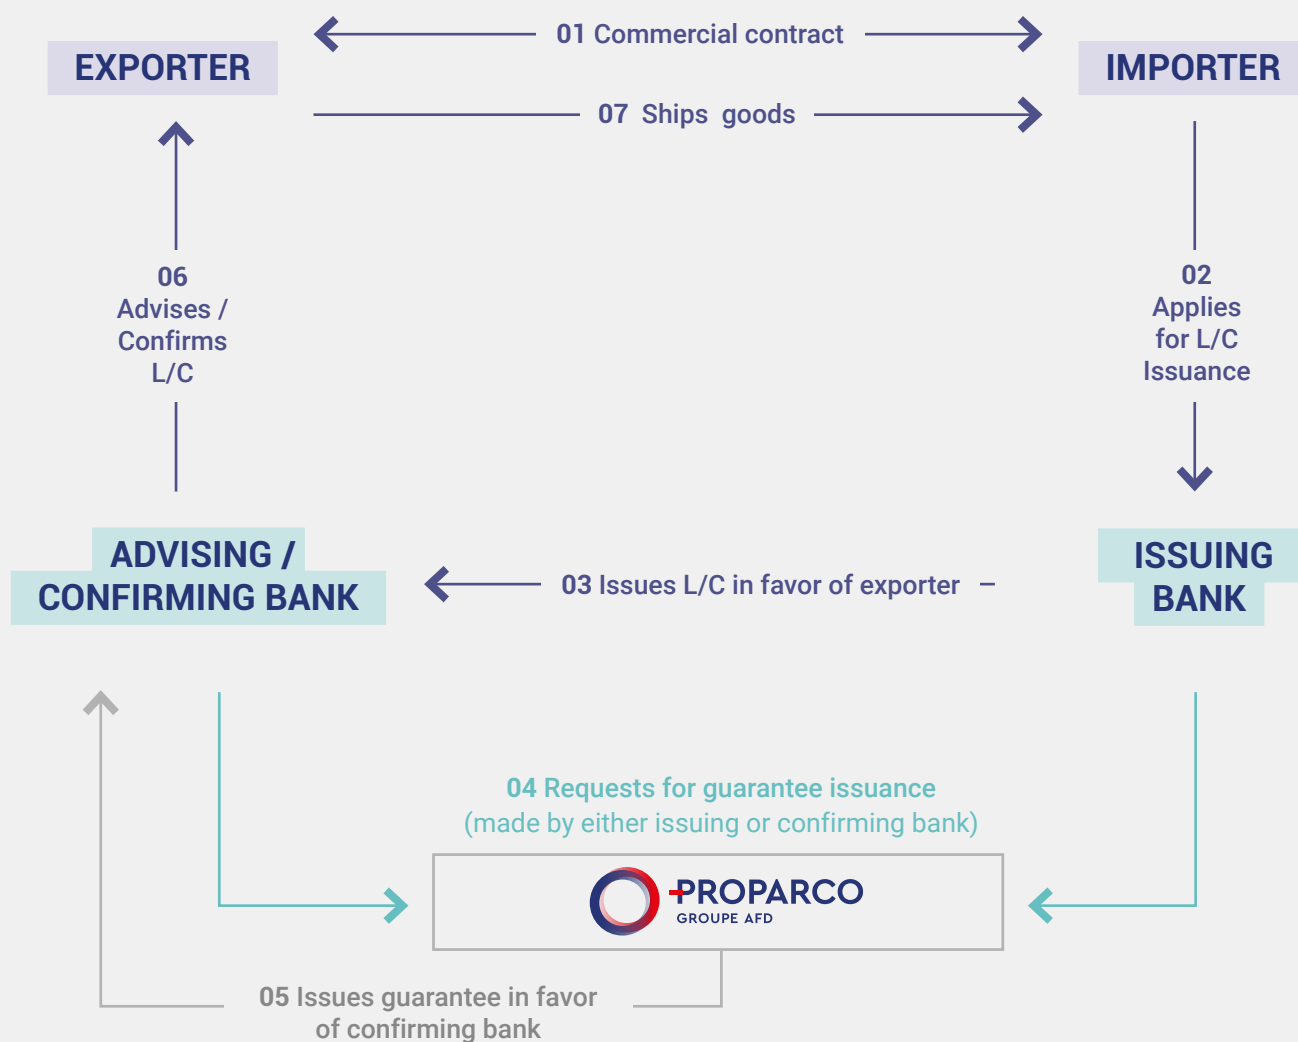 01 Commercial contract
EXPORTER
IMPORTER
07 Ships goods
06
Advises /
Confirms
L/C
02
Applies
for L/C
Issuance
ADVISING /
CONFIRMING BANK
03 Issues L/C in favor of exporter
ISSUING
BANK
04 Requests for guarantee issuance
(made by either issuing or confirming bank)
PROPARCO
GROUPE AFD
05 Issues guarantee in favor
of confirming bank